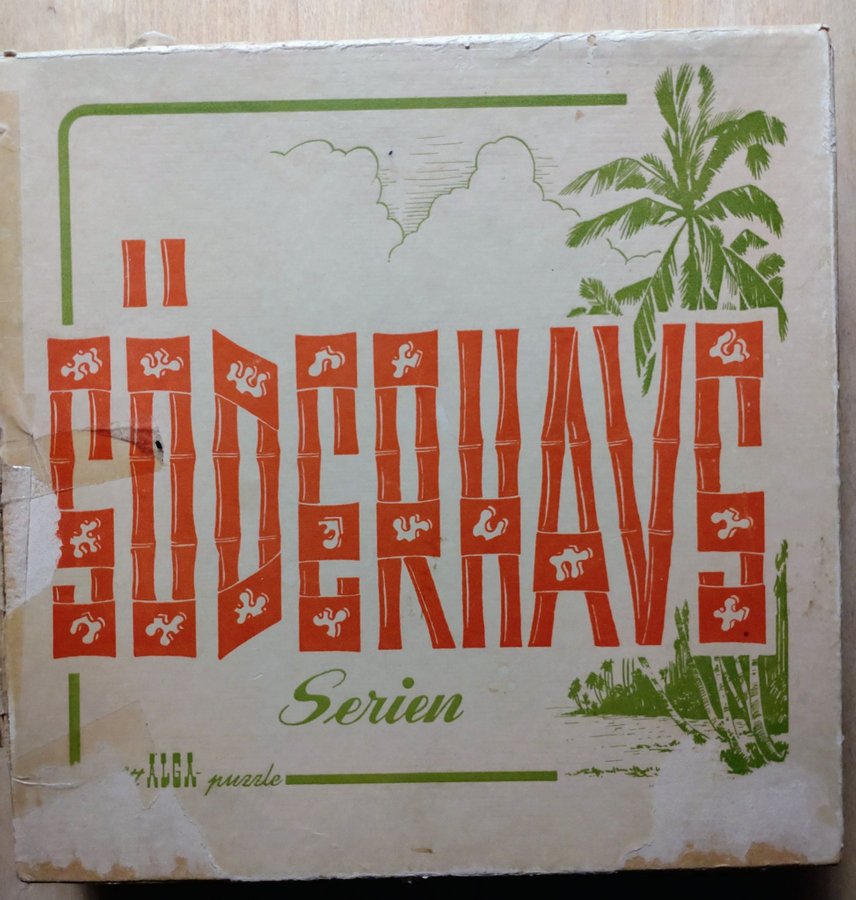 SÖDERHAVS
Serien
ALGA- puzzle